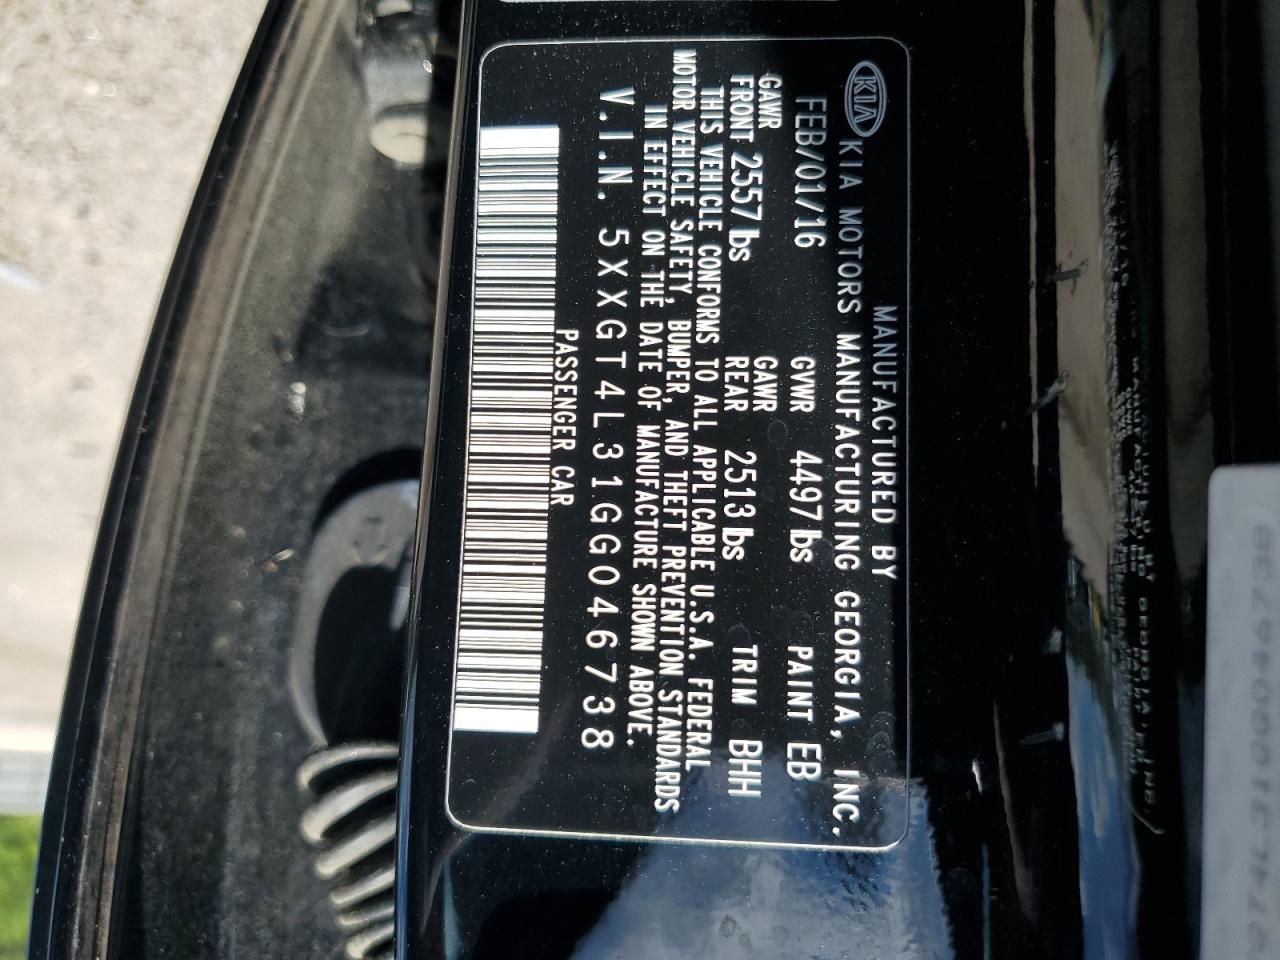 MANUFACTURED BY
KIA KIA MOTORS MANUFACTURING GEORGIA, INC.
FEB/01/16 GVWR 4497 lbs PAINT EB
GAWR GAWR
FRONT 2557 lbs REAR 2513 lbs TRIM BHH
THIS VEHICLE CONFORMS TO ALL APPLICABLE U.S.A. FEDERAL
MOTOR VEHICLE SAFETY, BUMPER, AND THEFT PREVENTION STANDARDS
IN EFFECT ON THE DATE OF MANUFACTURE SHOWN ABOVE.
V.I.N. 5XXGT4L31GG046738
PASSENGER CAR